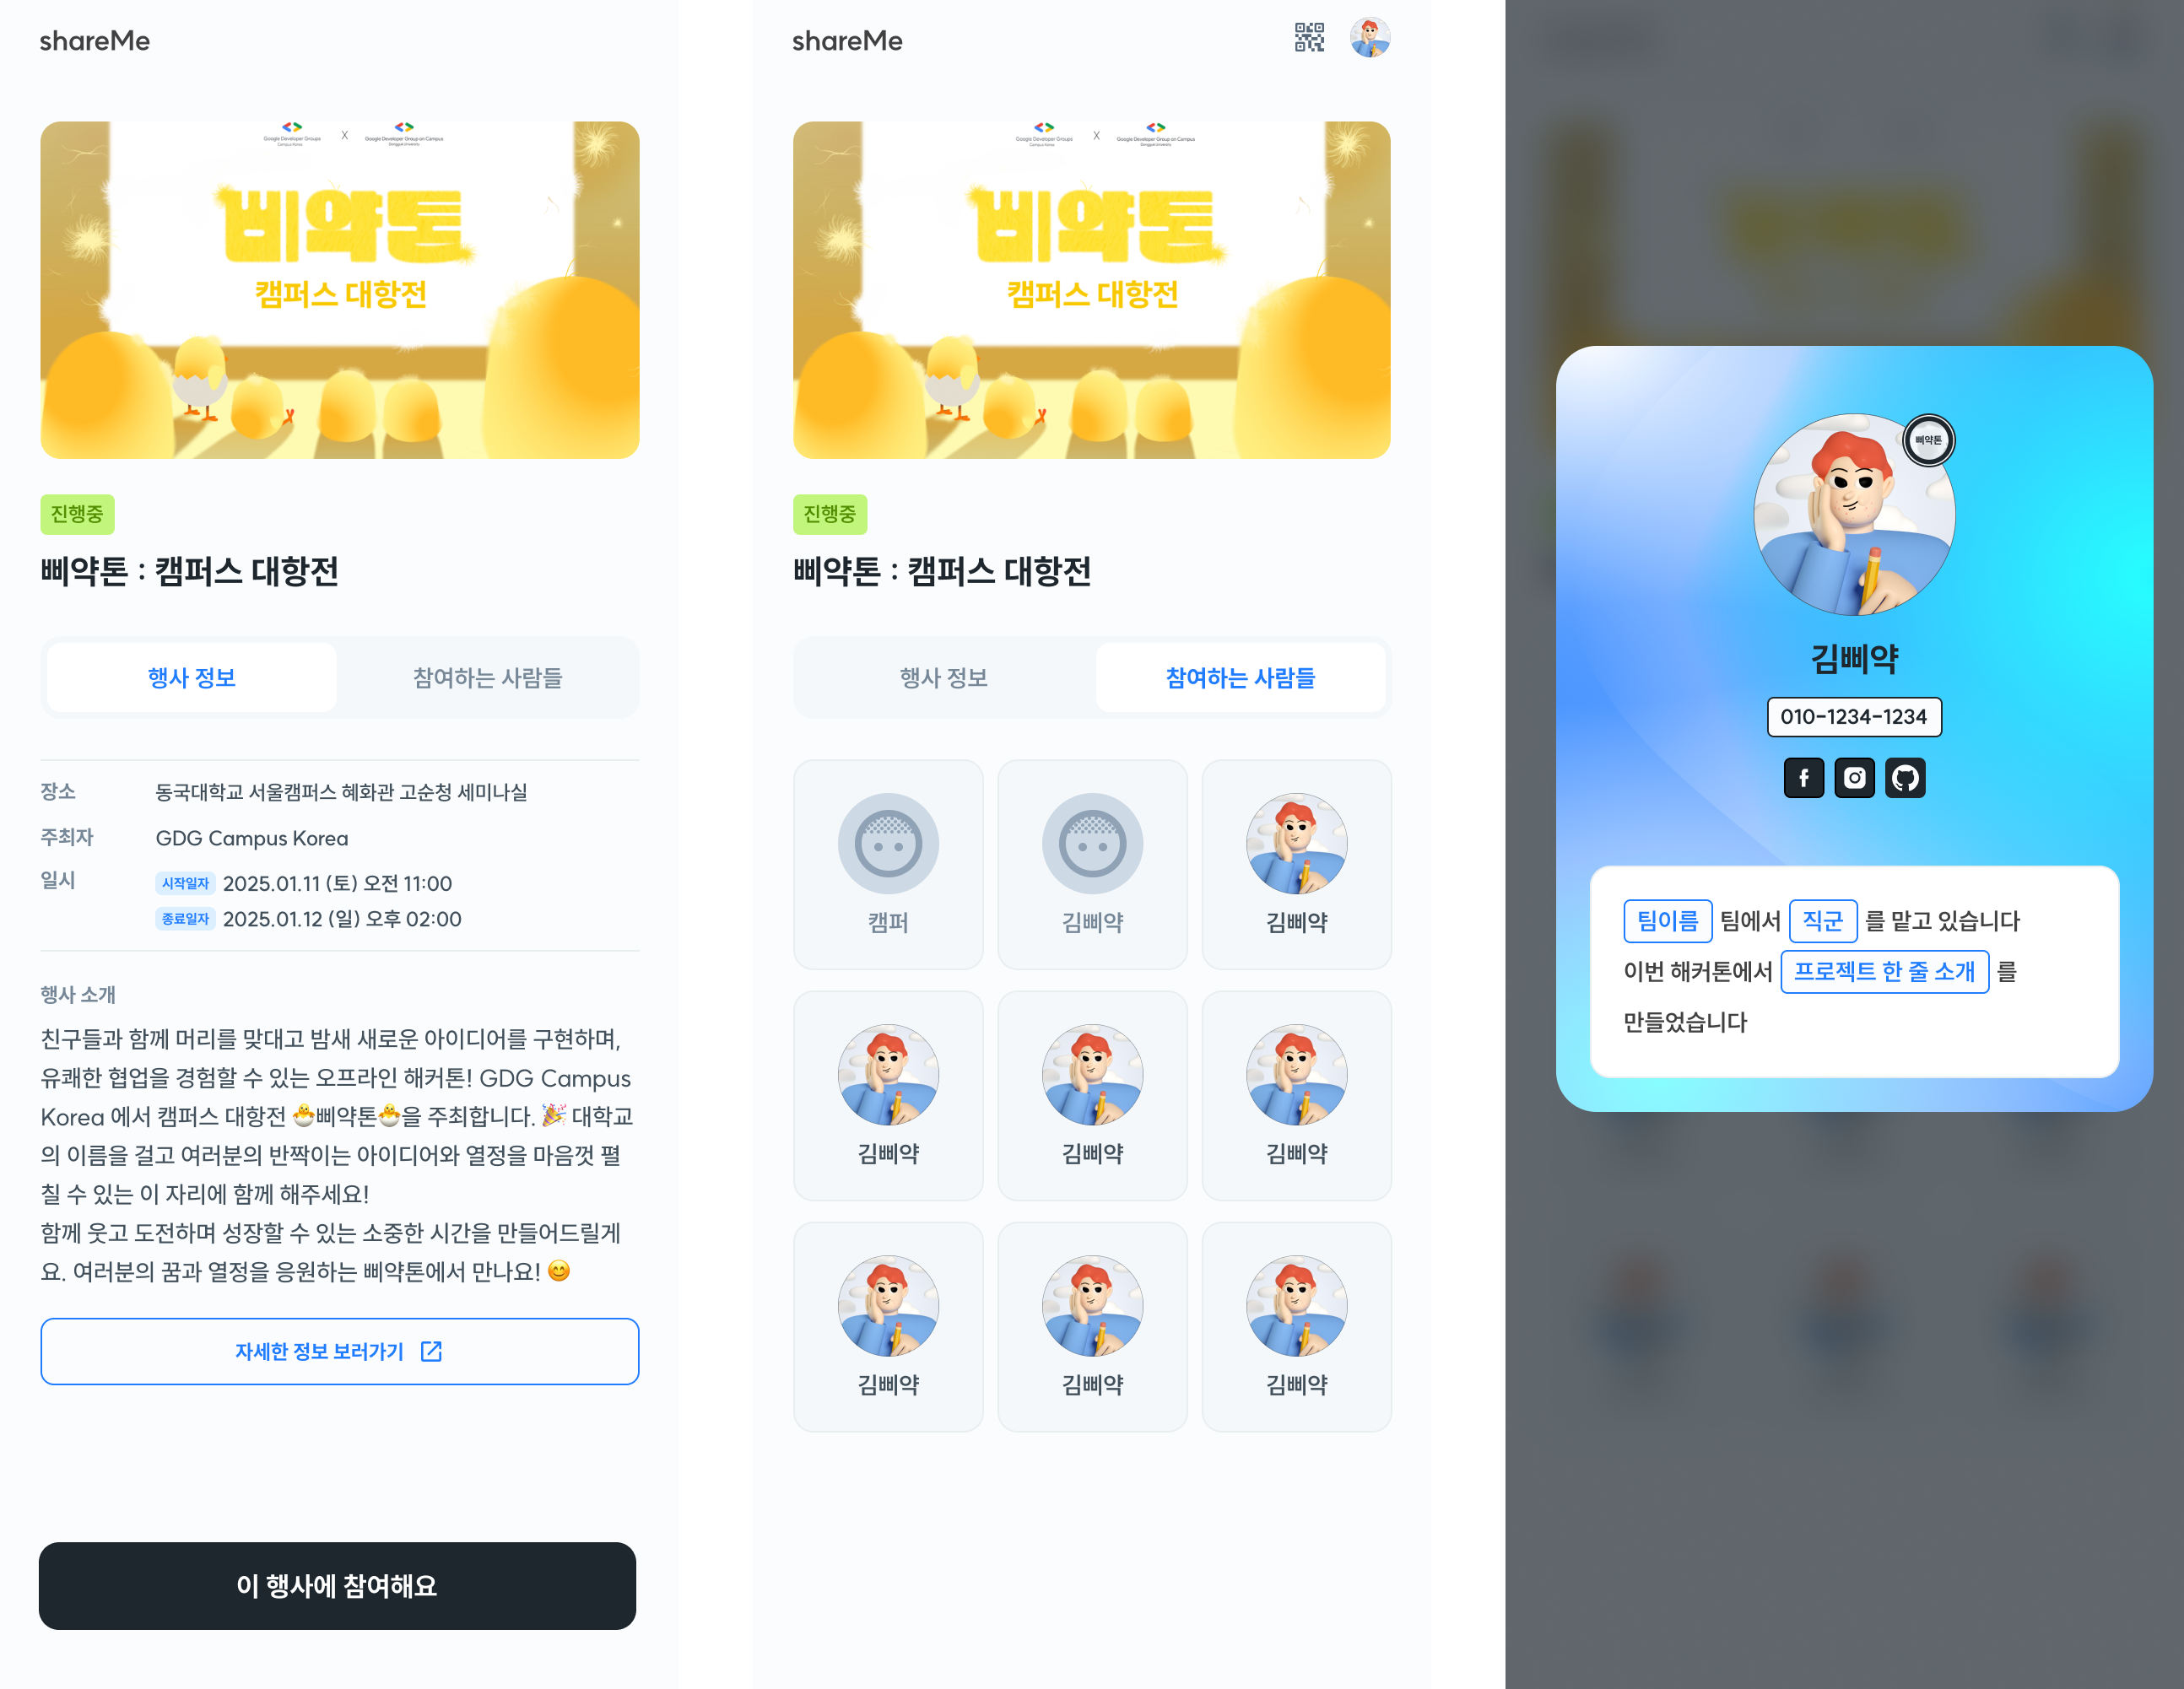 shareMe
Google Developer Groups
Campus Korea
X
Google Developer Group on Campus
Dongguk University
삐약톤
캠퍼스 대항전
진행중
삐약톤 : 캠퍼스 대항전
행사 정보
참여하는 사람들
장소
동국대학교 서울캠퍼스 혜화관 고순청 세미나실
주최자
GDG Campus Korea
일시
시작일자 2025.01.11 (토) 오전 11:00
종료일자 2025.01.12 (일) 오후 02:00
행사 소개
친구들과 함께 머리를 맞대고 밤새 새로운 아이디어를 구현하며,
유쾌한 협업을 경험할 수 있는 오프라인 해커톤! GDG Campus
Korea 에서 캠퍼스 대항전 🐣삐약톤🐣을 주최합니다. 🎉 대학교
의 이름을 걸고 여러분의 반짝이는 아이디어와 열정을 마음껏 펼
칠 수 있는 이 자리에 함께 해주세요!
함께 웃고 도전하며 성장할 수 있는 소중한 시간을 만들어드릴게
요. 여러분의 꿈과 열정을 응원하는 삐약톤에서 만나요! 😊
자세한 정보 보러가기
이 행사에 참여해요
shareMe
Google Developer Groups
Campus Korea
X
Google Developer Group on Campus
Dongguk University
삐약톤
캠퍼스 대항전
진행중
삐약톤 : 캠퍼스 대항전
행사 정보
참여하는 사람들
캠퍼
김삐약
김삐약
김삐약
김삐약
김삐약
김삐약
김삐약
김삐약
삐약톤
김삐약
010-1234-1234
팀이름 팀에서 직군 를 맡고 있습니다
이번 해커톤에서 프로젝트 한 줄 소개 를
만들었습니다